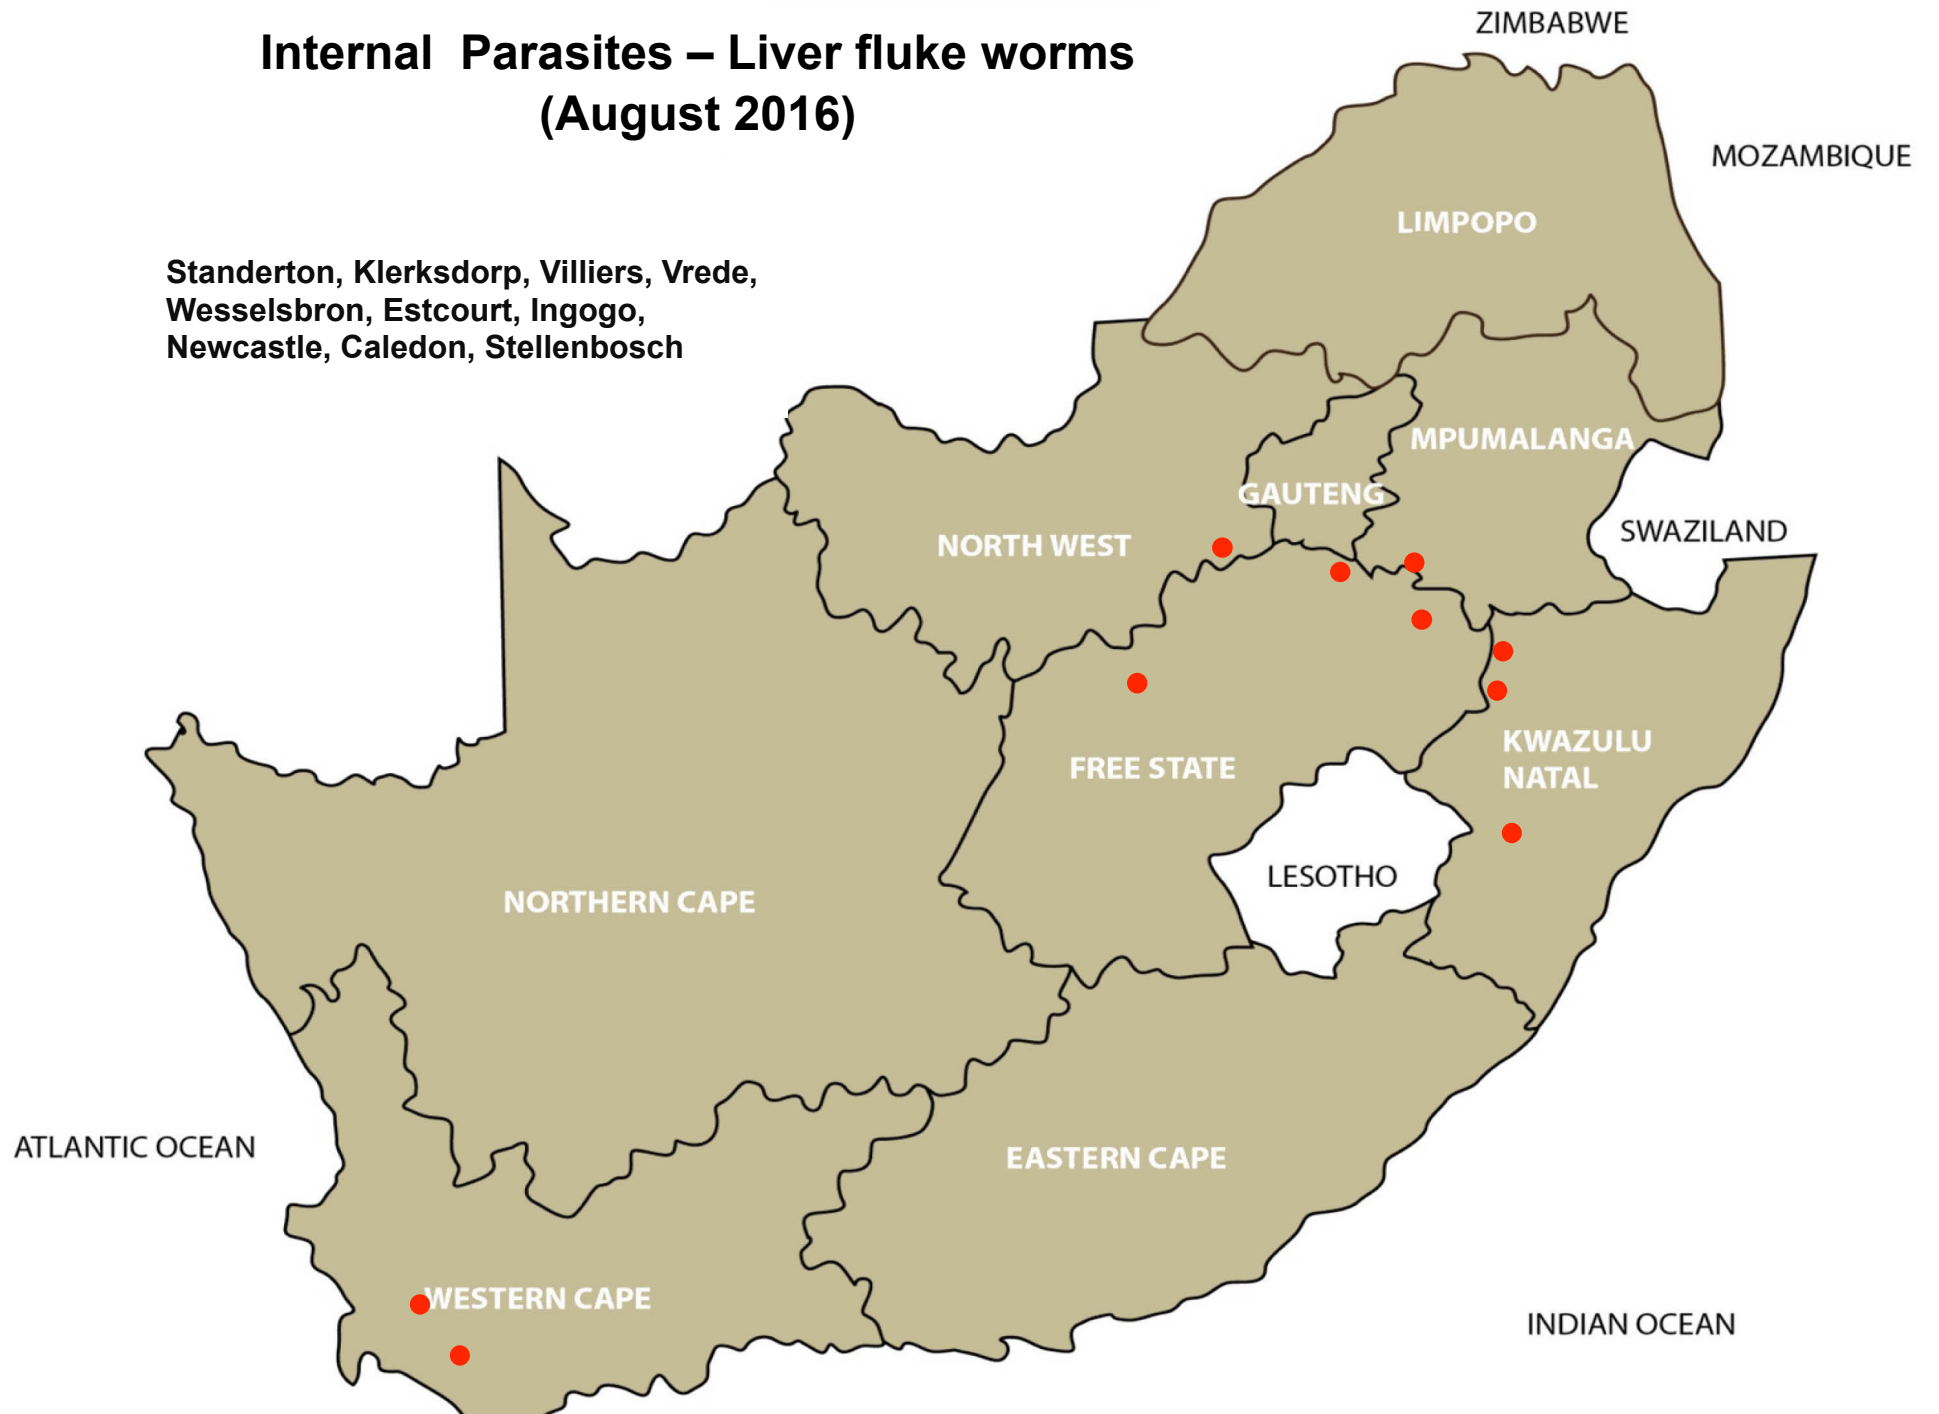 Internal Parasites – Liver fluke worms
(August 2016)
ZIMBABWE
MOZAMBIQUE
LIMPOPO
Standerton, Klerksdorp, Villiers, Vrede,
Wesselsbron, Estcourt, Ingogo,
Newcastle, Caledon, Stellenbosch
MPUMALANGA
GAUTENG
SWAZILAND
NORTH WEST
KWAZULU
NATAL
FREE STATE
LESOTHO
NORTHERN CAPE
ATLANTIC OCEAN
EASTERN CAPE
WESTERN CAPE
INDIAN OCEAN